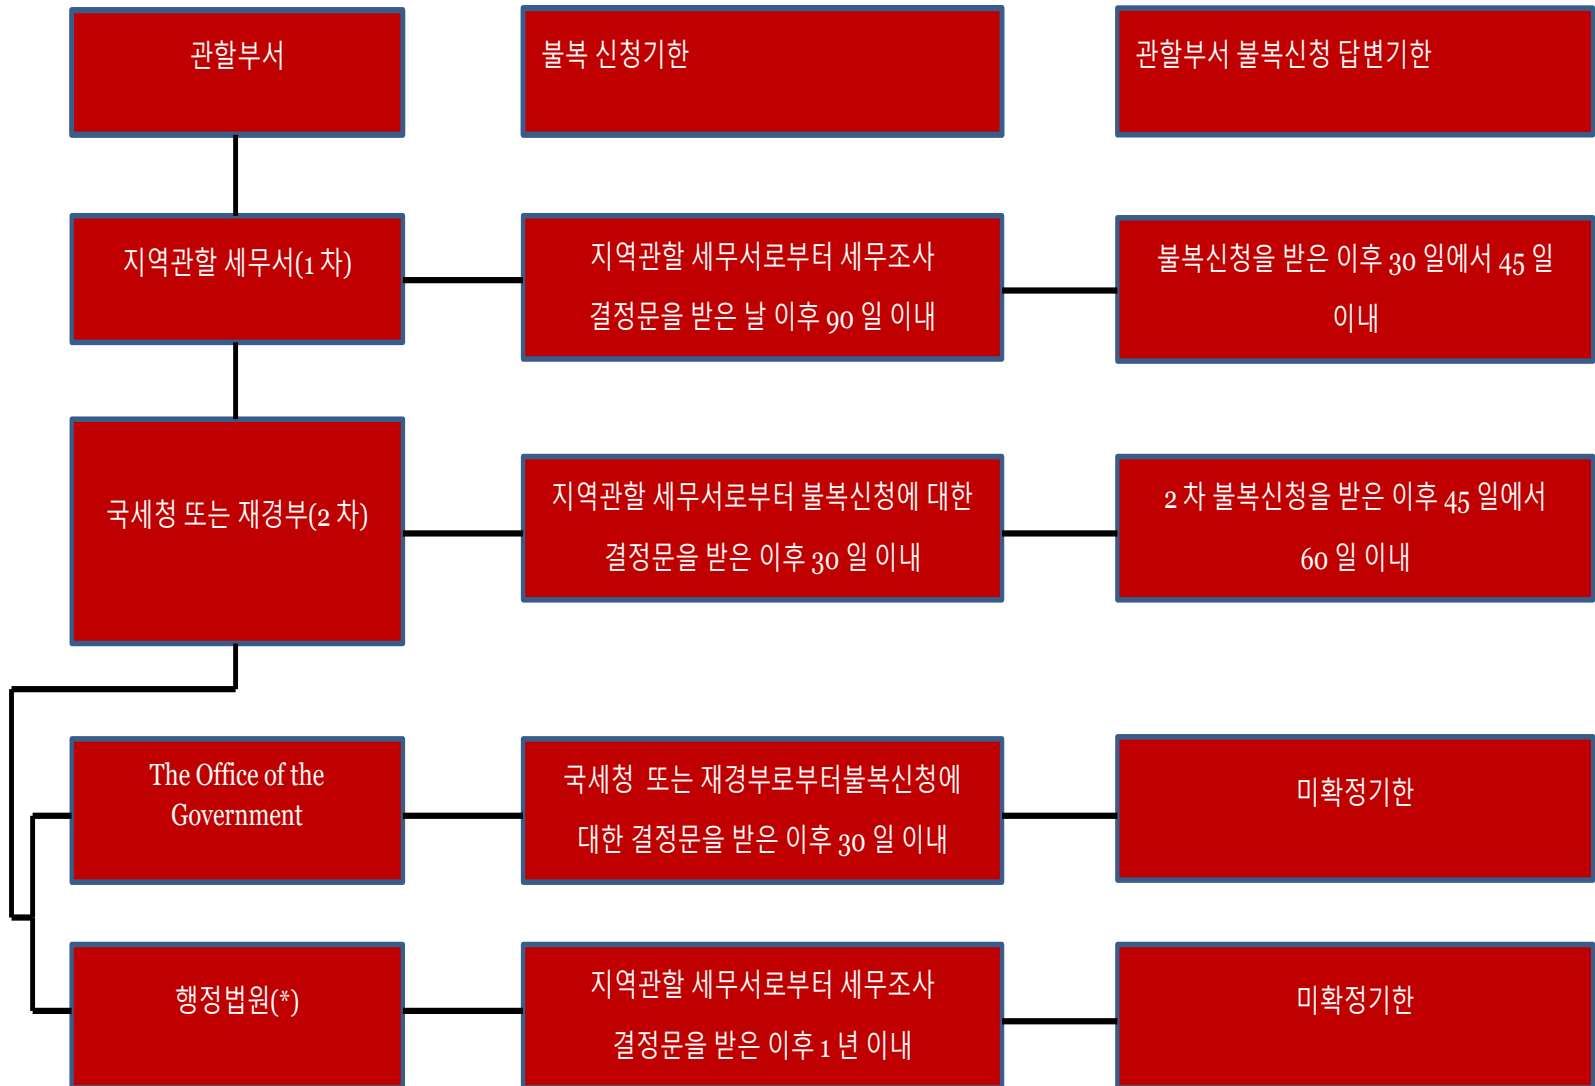 관할부서
불복 신청기한
관할부서 불복신청 답변기한
지역관할 세무서(1 차)
지역관할 세무서로부터 세무조사
결정문을 받은 날 이후 90 일 이내
불복신청을 받은 이후 30 일에서 45 일
이내
국세청 또는 재경부(2 차)
지역관할 세무서로부터 불복신청에 대한
결정문을 받은 이후 30 일 이내
2 차 불복신청을 받은 이후 45 일에서
60 일 이내
The Office of the
Government
국세청 또는 재경부로부터불복신청에
대한 결정문을 받은 이후 30 일 이내
미확정기한
행정법원(*)
지역관할 세무서로부터 세무조사
결정문을 받은 이후 1 년 이내
미확정기한